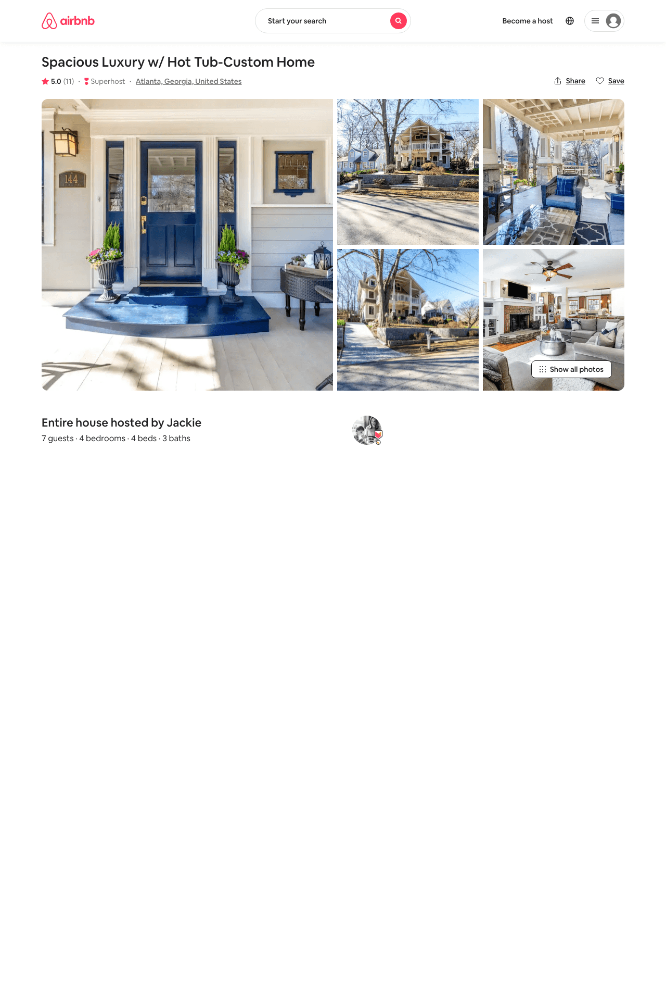 airbnb
Start your search
Become a host
Spacious Luxury w/ Hot Tub-Custom Home
5.0 (11) · Superhost · Atlanta, Georgia, United States
Share
Save
144
Show all photos
Entire house hosted by Jackie
7 guests · 4 bedrooms · 4 beds · 3 baths